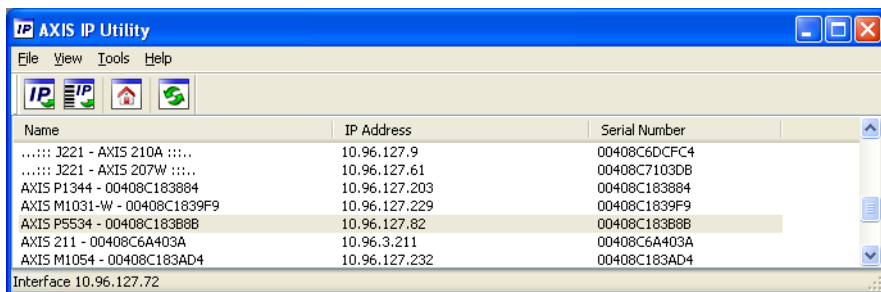 IP AXIS IP Utility
File View Tools Help
IP IP
Name IP Address Serial Number
...::: J221 - AXIS 210A :::.. 10.96.127.9 00408C6DCFC4
...::: J221 - AXIS 207W :::.. 10.96.127.61 00408C7103DB
AXIS P1344 - 00408C183884 10.96.127.203 00408C183884
AXIS M1031-W - 00408C1839F9 10.96.127.229 00408C1839F9
AXIS P5534 - 00408C183B8B 10.96.127.82 00408C183B8B
AXIS 211 - 00408C6A403A 10.96.3.211 00408C6A403A
AXIS M1054 - 00408C183AD4 10.96.127.232 00408C183AD4
Interface 10.96.127.72